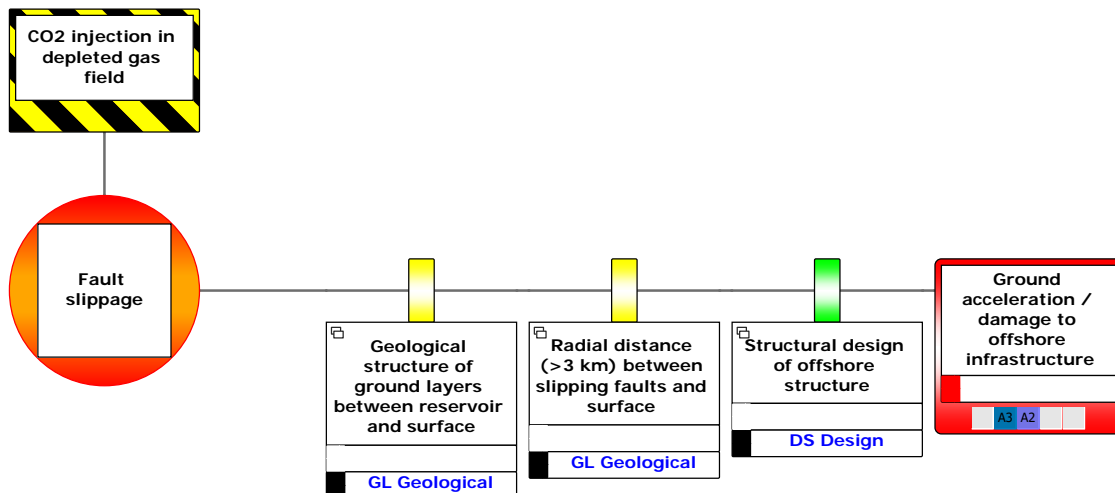 CO2 injection in
depleted gas
field
Fault
slippage
Geological
structure of
ground layers
between reservoir
and surface
GL Geological
Radial distance
(>3 km) between
slipping faults and
surface
GL Geological
Structural design
of offshore
structure
DS Design
Ground
acceleration /
damage to
offshore
infrastructure
A3 A2